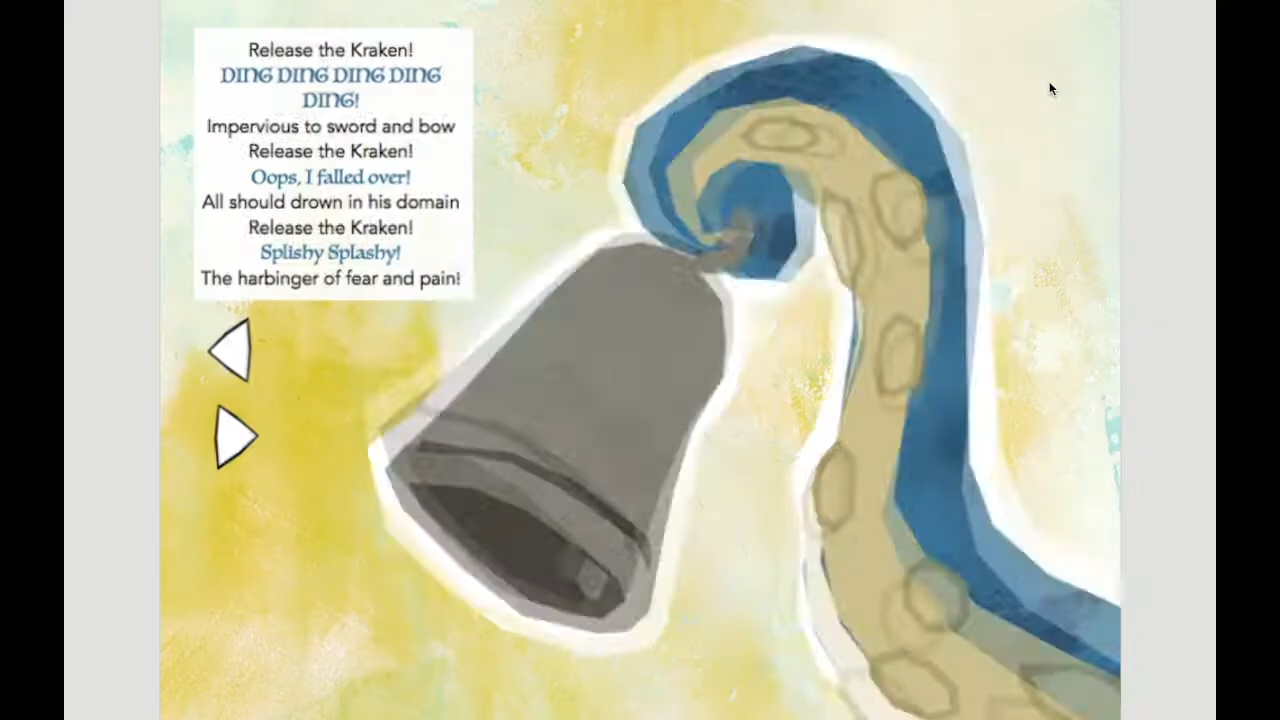 Release the Kraken!
DING DING DING DING
DING!
Impervious to sword and bow
Release the Kraken!
Oops, I falled over!
All should drown in his domain
Release the Kraken!
Splishy Splashy!
The harbinger of fear and pain!